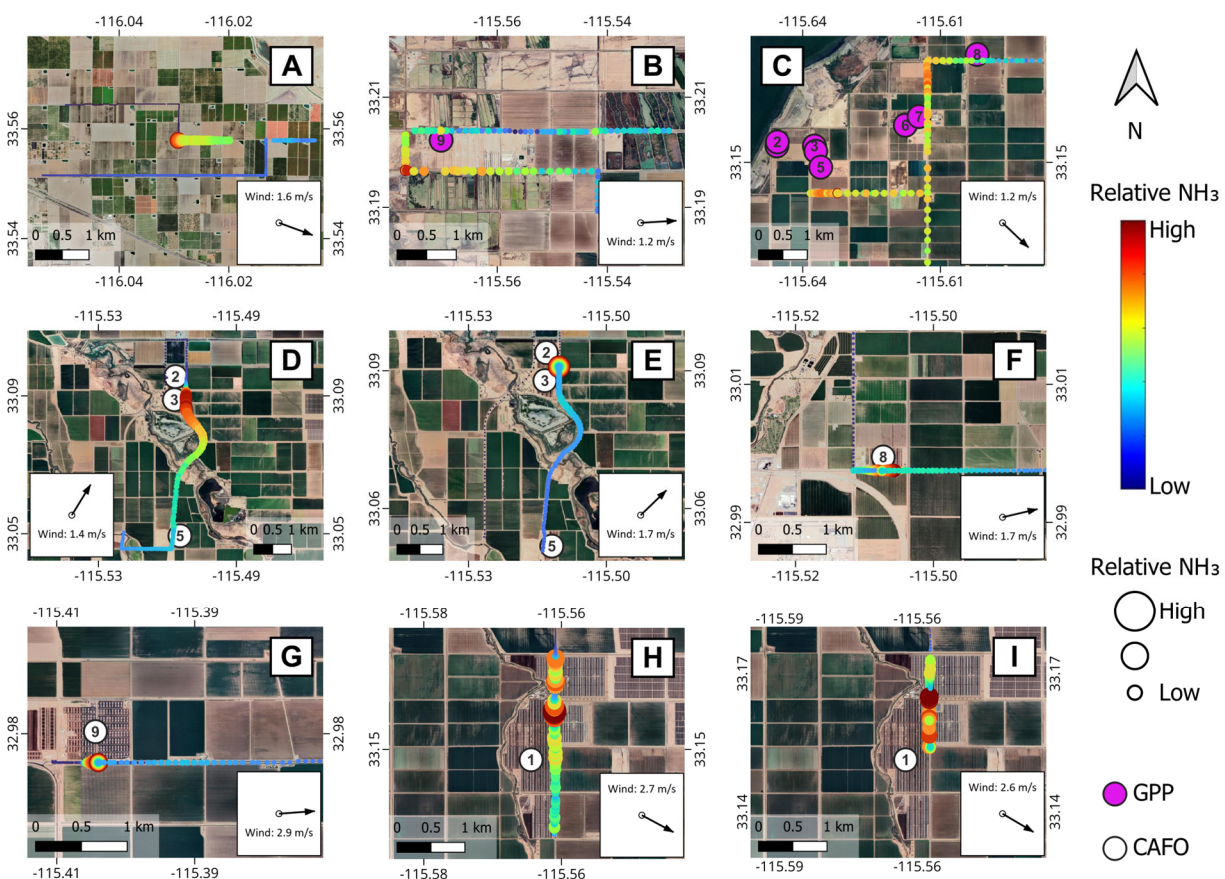 -116.04 -116.02
A
33.56 33.56
33.54 33.54
Wind: 1.6 m/s
0 0.5 1 km
-116.04 -116.02
-115.56 -115.54
B
33.21 33.21
9
33.19 33.19
Wind: 1.2 m/s
0 0.5 1 km
-115.56 -115.54
-115.64 -115.61
C
8
7
6
2
3
5
33.15 33.15
Wind: 1.2 m/s
0 0.5 1 km
-115.64 -115.61
N
Relative NH₃
High
Low
-115.53 -115.49
D
2
3
33.09 33.09
5
33.05 33.05
Wind: 1.4 m/s
0 0.5 1 km
-115.53 -115.49
-115.53 -115.50
E
2
3
33.09 33.09
5
33.06 33.06
Wind: 1.7 m/s
0 0.5 1 km
-115.53 -115.50
-115.52 -115.50
F
33.01 33.01
8
32.99 32.99
Wind: 1.7 m/s
0 0.5 1 km
-115.52 -115.50
Relative NH₃
High
Low
-115.41 -115.39
G
9
32.98 32.98
Wind: 2.9 m/s
0 0.5 1 km
-115.41 -115.39
-115.58 -115.56
H
33.15 33.15
1
Wind: 2.7 m/s
0 0.5 1 km
-115.58 -115.56
-115.59 -115.56
I
33.17 33.17
1
33.14 33.14
Wind: 2.6 m/s
0 0.5 1 km
-115.59 -115.56
GPP
CAFO